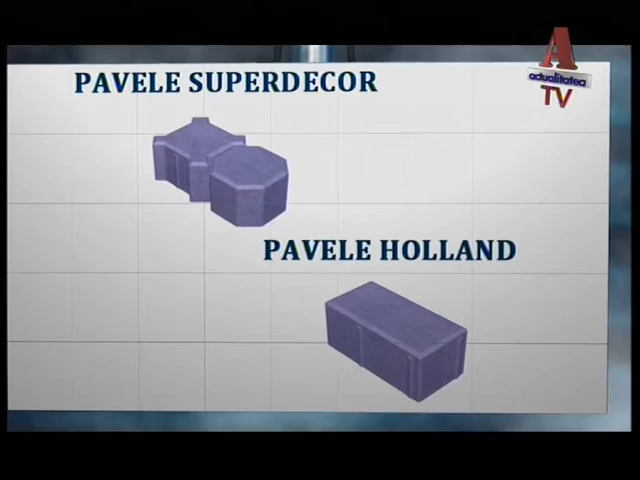 PAVELE SUPERDECOR
A
actualitatea
TV
PAVELE HOLLAND